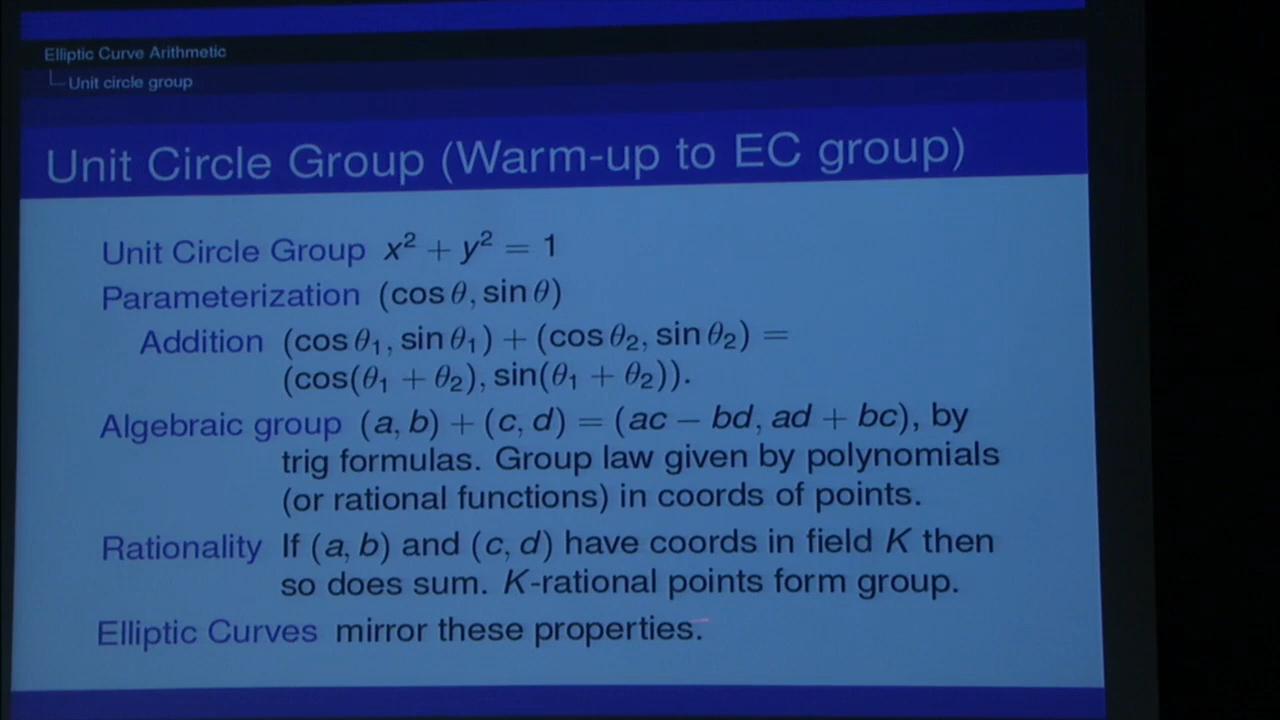 Elliptic Curve Arithmetic
Unit circle group
Unit Circle Group (Warm-up to EC group)
Unit Circle Group x² + y² = 1
Parameterization (cos θ, sin θ)
Addition (cos θ₁, sin θ₁) + (cos θ₂, sin θ₂) =
(cos(θ₁ + θ₂), sin(θ₁ + θ₂)).
Algebraic group (a, b) + (c, d) = (ac − bd, ad + bc), by
trig formulas. Group law given by polynomials
(or rational functions) in coords of points.
Rationality If (a, b) and (c, d) have coords in field K then
so does sum. K-rational points form group.
Elliptic Curves mirror these properties.